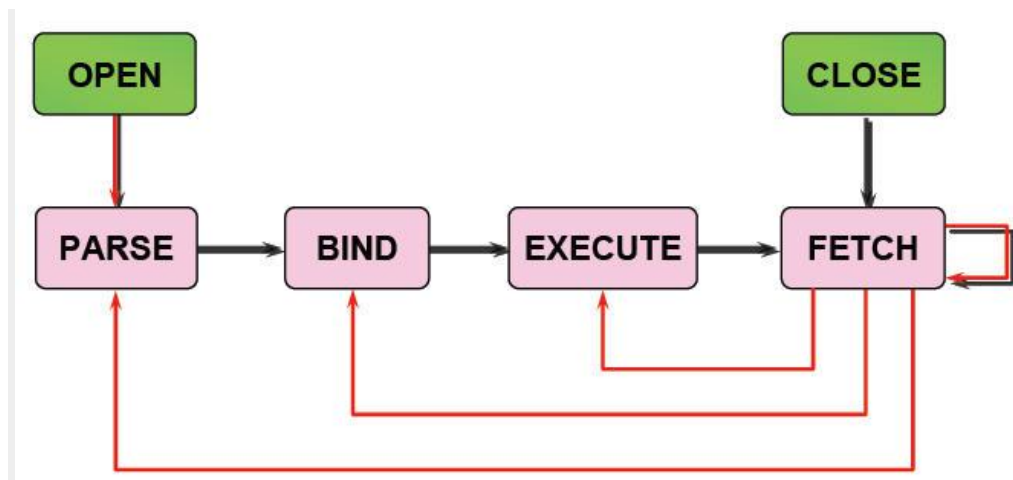 OPEN
CLOSE
PARSE
BIND
EXECUTE
FETCH